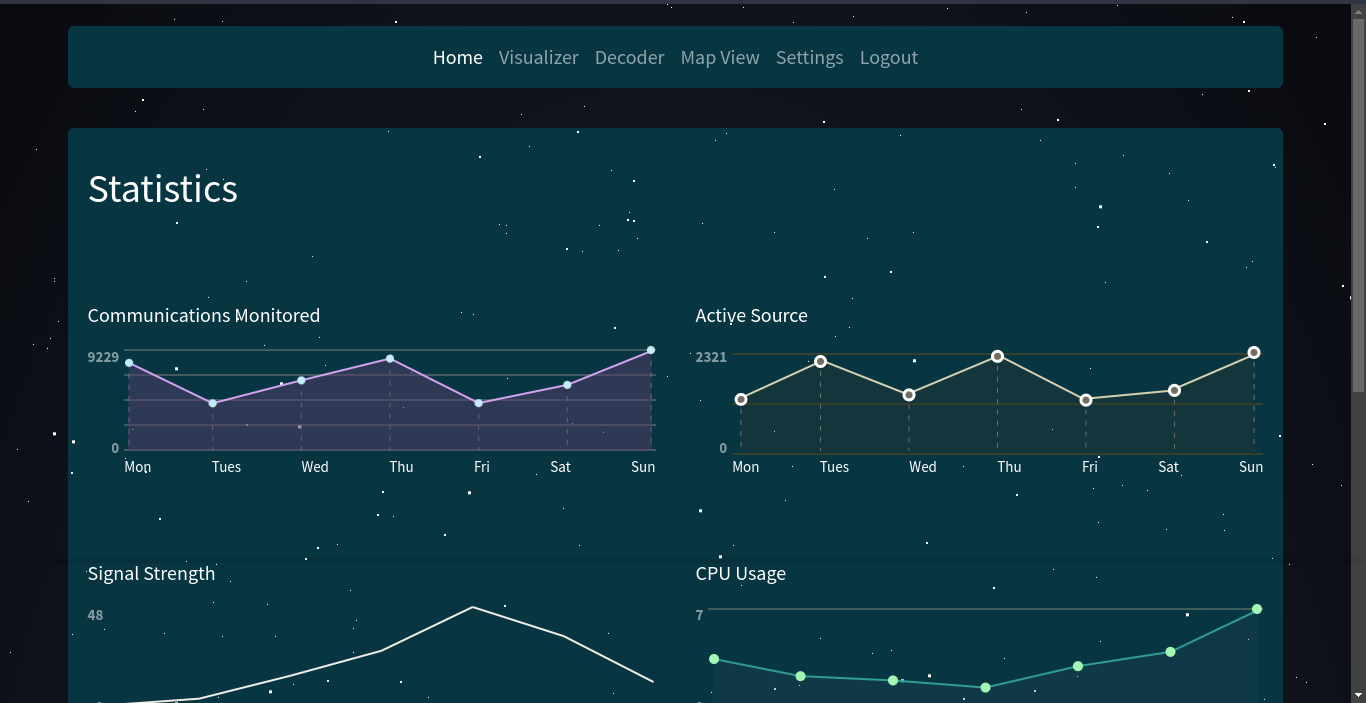 Home Visualizer Decoder Map View Settings Logout
Statistics
Communications Monitored
9229
0
Mon Tues Wed Thu Fri Sat Sun
Active Source
2321
0
Mon Tues Wed Thu Fri Sat Sun
Signal Strength
48
CPU Usage
7